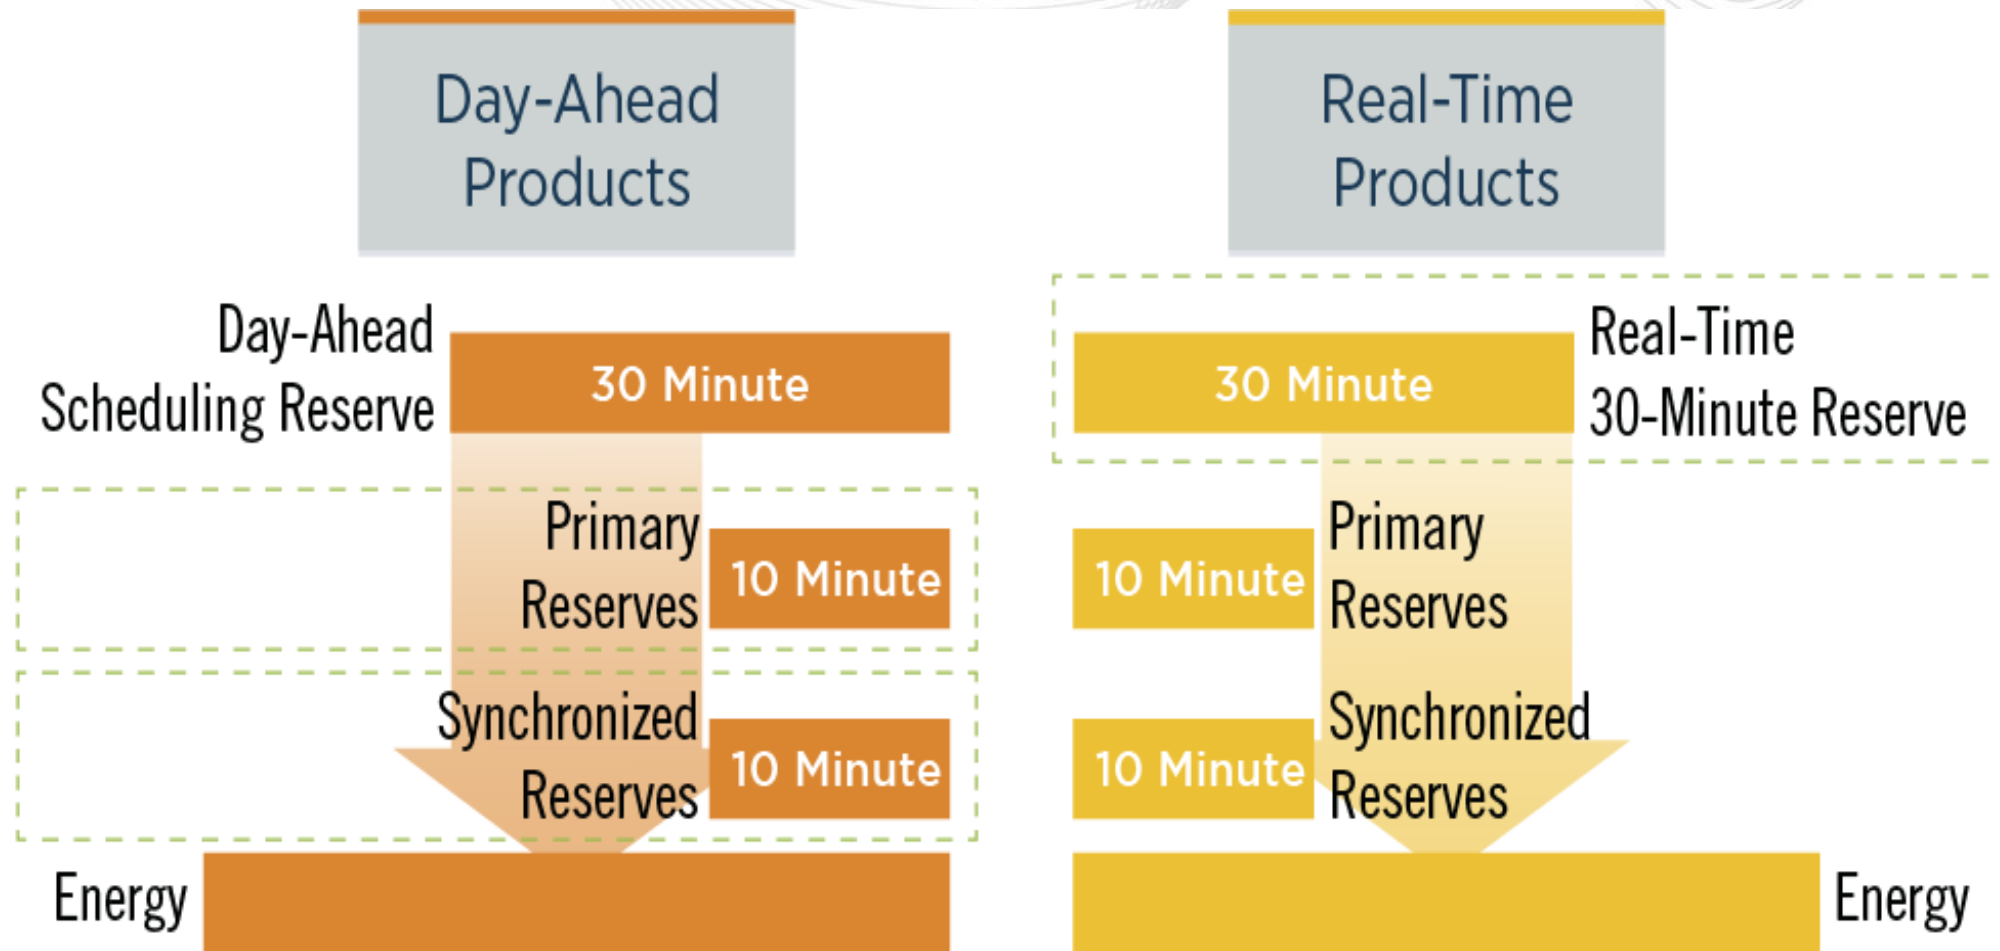 Day-Ahead
Products
Real-Time
Products
Day-Ahead
Scheduling Reserve
30 Minute
30 Minute
Real-Time
30-Minute Reserve
Primary
Reserves
10 Minute
10 Minute
Primary
Reserves
Synchronized
Reserves
10 Minute
10 Minute
Synchronized
Reserves
Energy
Energy